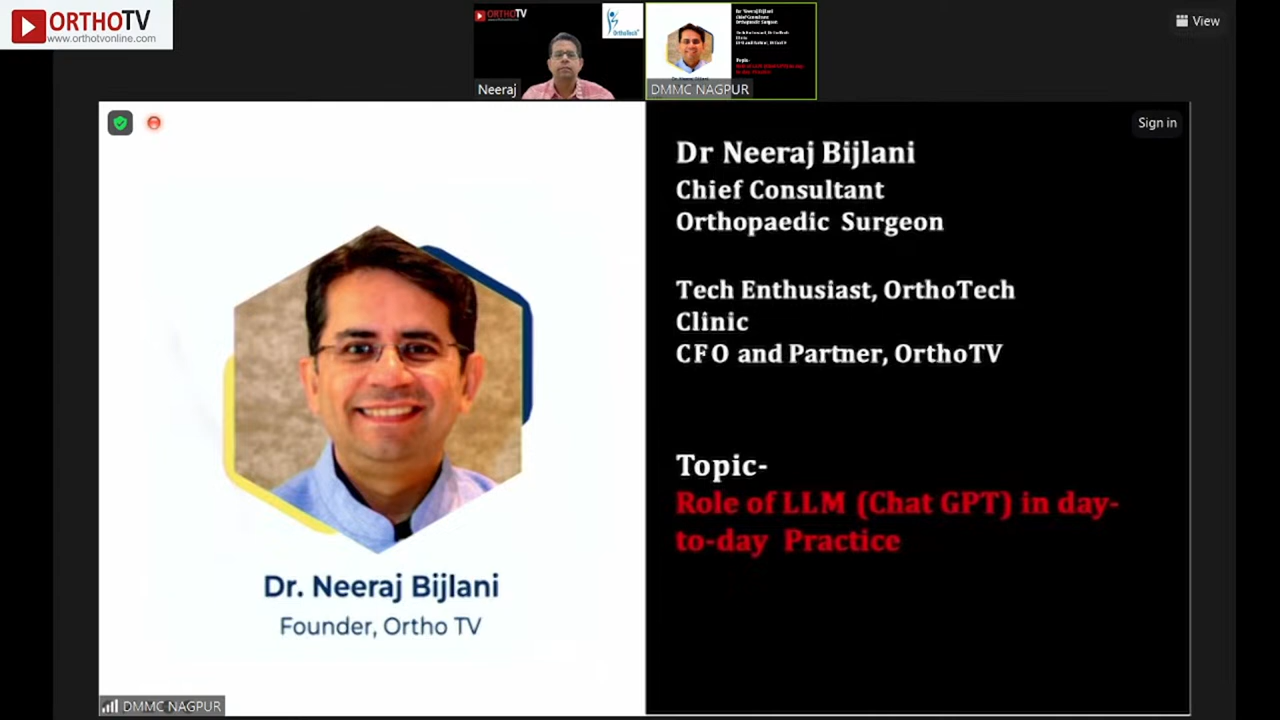 ORTHOTV
www.orthotvonline.com
ORTHOTV
OrthoTech
Neeraj
DMMC NAGPUR
View
Sign in
Dr Neeraj Bijlani
Chief Consultant
Orthopaedic Surgeon
Tech Enthusiast, OrthoTech
Clinic
CFO and Partner, OrthoTV
Topic-
Role of LLM (Chat GPT) in day-
to-day Practice
Dr. Neeraj Bijlani
Founder, Ortho TV
DMMC NAGPUR